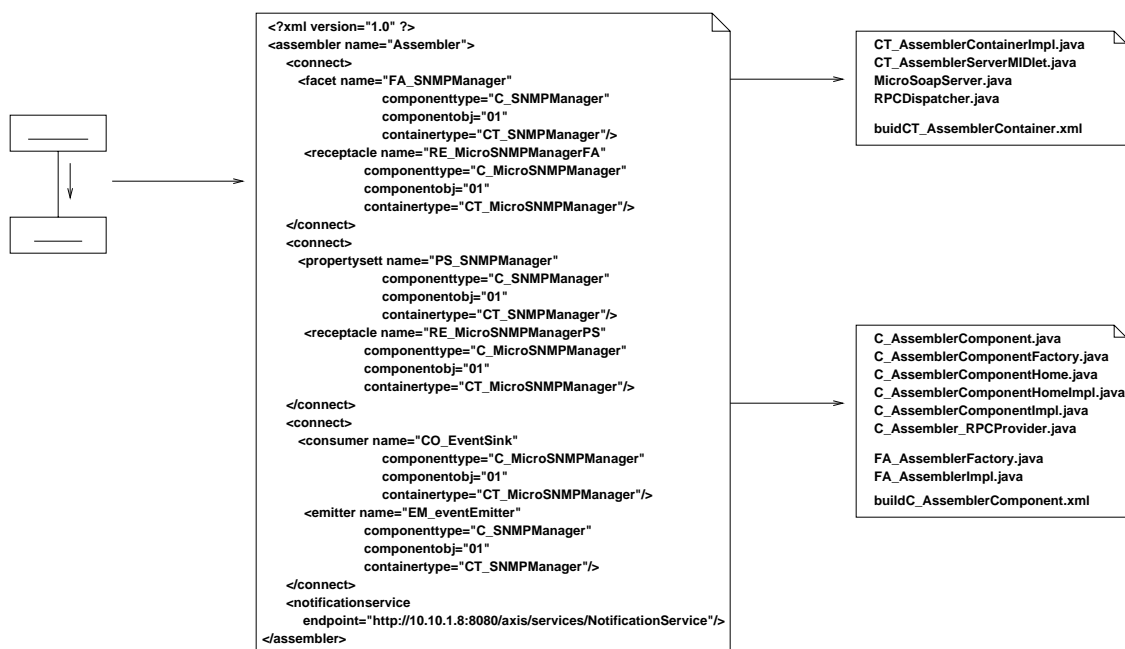 <?xml version="1.0" ?>
<assembler name="Assembler">
<connect>
<facet name="FA_SNMPManager"
componenttype="C_SNMPManager"
componentobj="01"
containertype="CT_SNMPManager"/>
<receptacle name="RE_MicroSNMPManagerFA"
componenttype="C_MicroSNMPManager"
componentobj="01"
containertype="CT_MicroSNMPManager"/>
</connect>
<connect>
<propertysett name="PS_SNMPManager"
componenttype="C_SNMPManager"
componentobj="01"
containertype="CT_SNMPManager"/>
<receptacle name="RE_MicroSNMPManagerPS"
componenttype="C_MicroSNMPManager"
componentobj="01"
containertype="CT_MicroSNMPManager"/>
</connect>
<connect>
<consumer name="CO_EventSink"
componenttype="C_MicroSNMPManager"
componentobj="01"
containertype="CT_MicroSNMPManager"/>
<emitter name="EM_eventEmitter"
componenttype="C_SNMPManager"
componentobj="01"
containertype="CT_SNMPManager"/>
</connect>
<notificationservice
endpoint="http://10.10.1.8:8080/axis/services/NotificationService"/>
</assembler>
CT_AssemblerContainerImpl.java
CT_AssemblerServerMIDlet.java
MicroSoapServer.java
RPCDispatcher.java
buidCT_AssemblerContainer.xml
C_AssemblerComponent.java
C_AssemblerComponentFactory.java
C_AssemblerComponentHome.java
C_AssemblerComponentHomeImpl.java
C_AssemblerComponentImpl.java
C_Assembler_RPCProvider.java
FA_AssemblerFactory.java
FA_AssemblerImpl.java
buildC_AssemblerComponent.xml